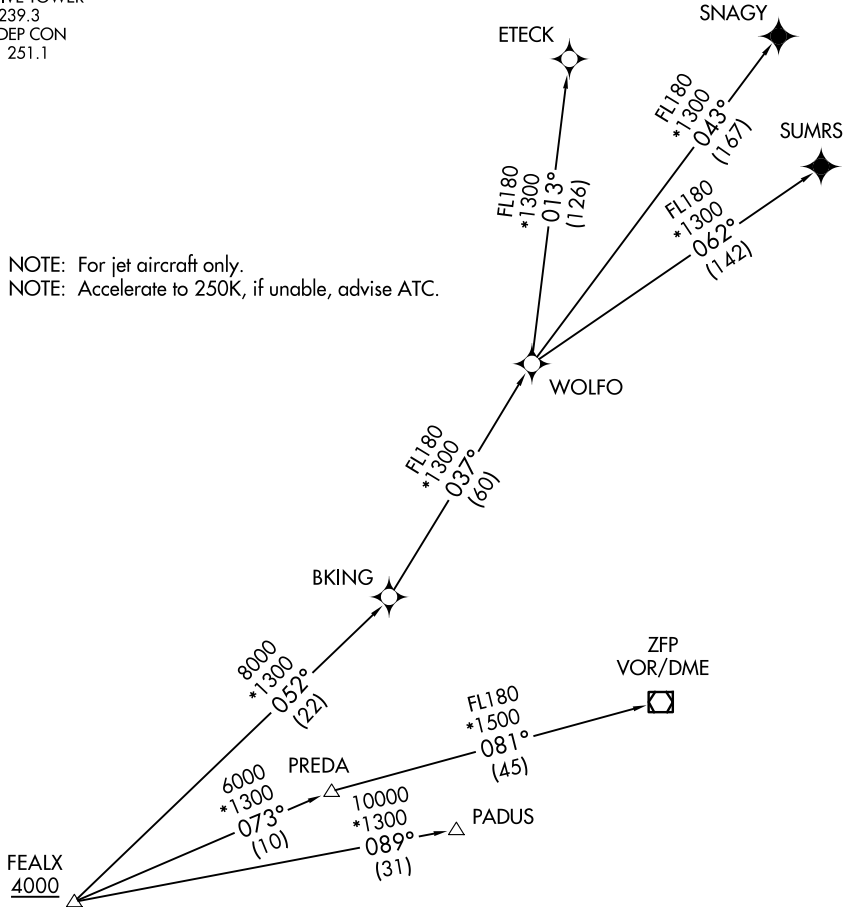 TOWER
239.3
DEP CON
251.1
SNAGY
ETECK
FL180
*1300
043°
(167)
SUMRS
FL180
*1300
013°
(126)
FL180
*1300
062°
(142)
NOTE: For jet aircraft only.
NOTE: Accelerate to 250K, if unable, advise ATC.
WOLFO
FL180
*1300
037°
(60)
BKING
8000
*1300
052°
(22)
ZFP
VOR/DME
FL180
*1500
081°
(45)
PREDA
6000
*1300
073°
(10)
10000
*1300
089°
(31)
PADUS
FEALX
4000